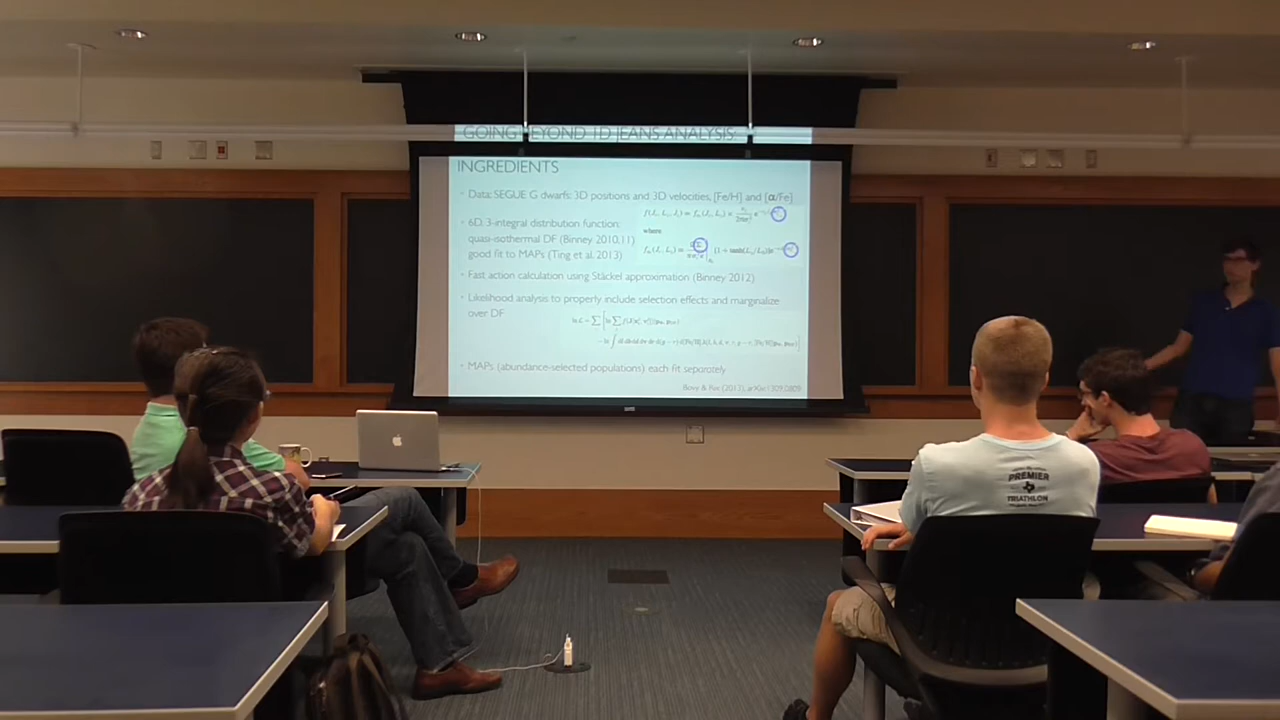 GOING BEYOND 1D JEANS ANALYSIS:
INGREDIENTS
• Data: SEGUE G dwarfs: 3D positions and 3D velocities, [Fe/H] and [α/Fe]
• 6D: 3-integral distribution function:
quasi-isothermal DF (Binney 2010,11)
good fit to MAPs (Ting et al. 2013)
where
• Fast action calculation using Stäckel approximation (Binney 2012)
• Likelihood analysis to properly include selection effects and marginalize
over DF
• MAPs (abundance-selected populations) each fit separately
Bovy & Rix (2013), arXiv:1309.0809
PREMIER
TRIATHLON